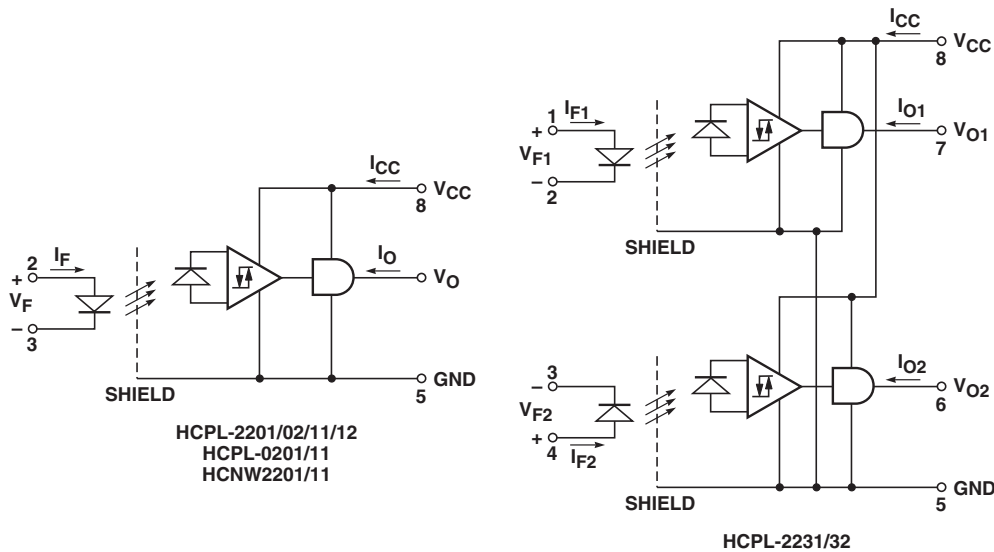 2
I_F
+
V_F
−
3
SHIELD
I_CC
V_CC
8
I_O
V_O
GND
5
HCPL-2201/02/11/12
HCPL-0201/11
HCNW2201/11
1
I_F1
+
V_F1
−
2
SHIELD
I_CC
V_CC
8
I_O1
V_O1
7
3
−
V_F2
+
4
I_F2
SHIELD
I_O2
V_O2
6
GND
5
HCPL-2231/32